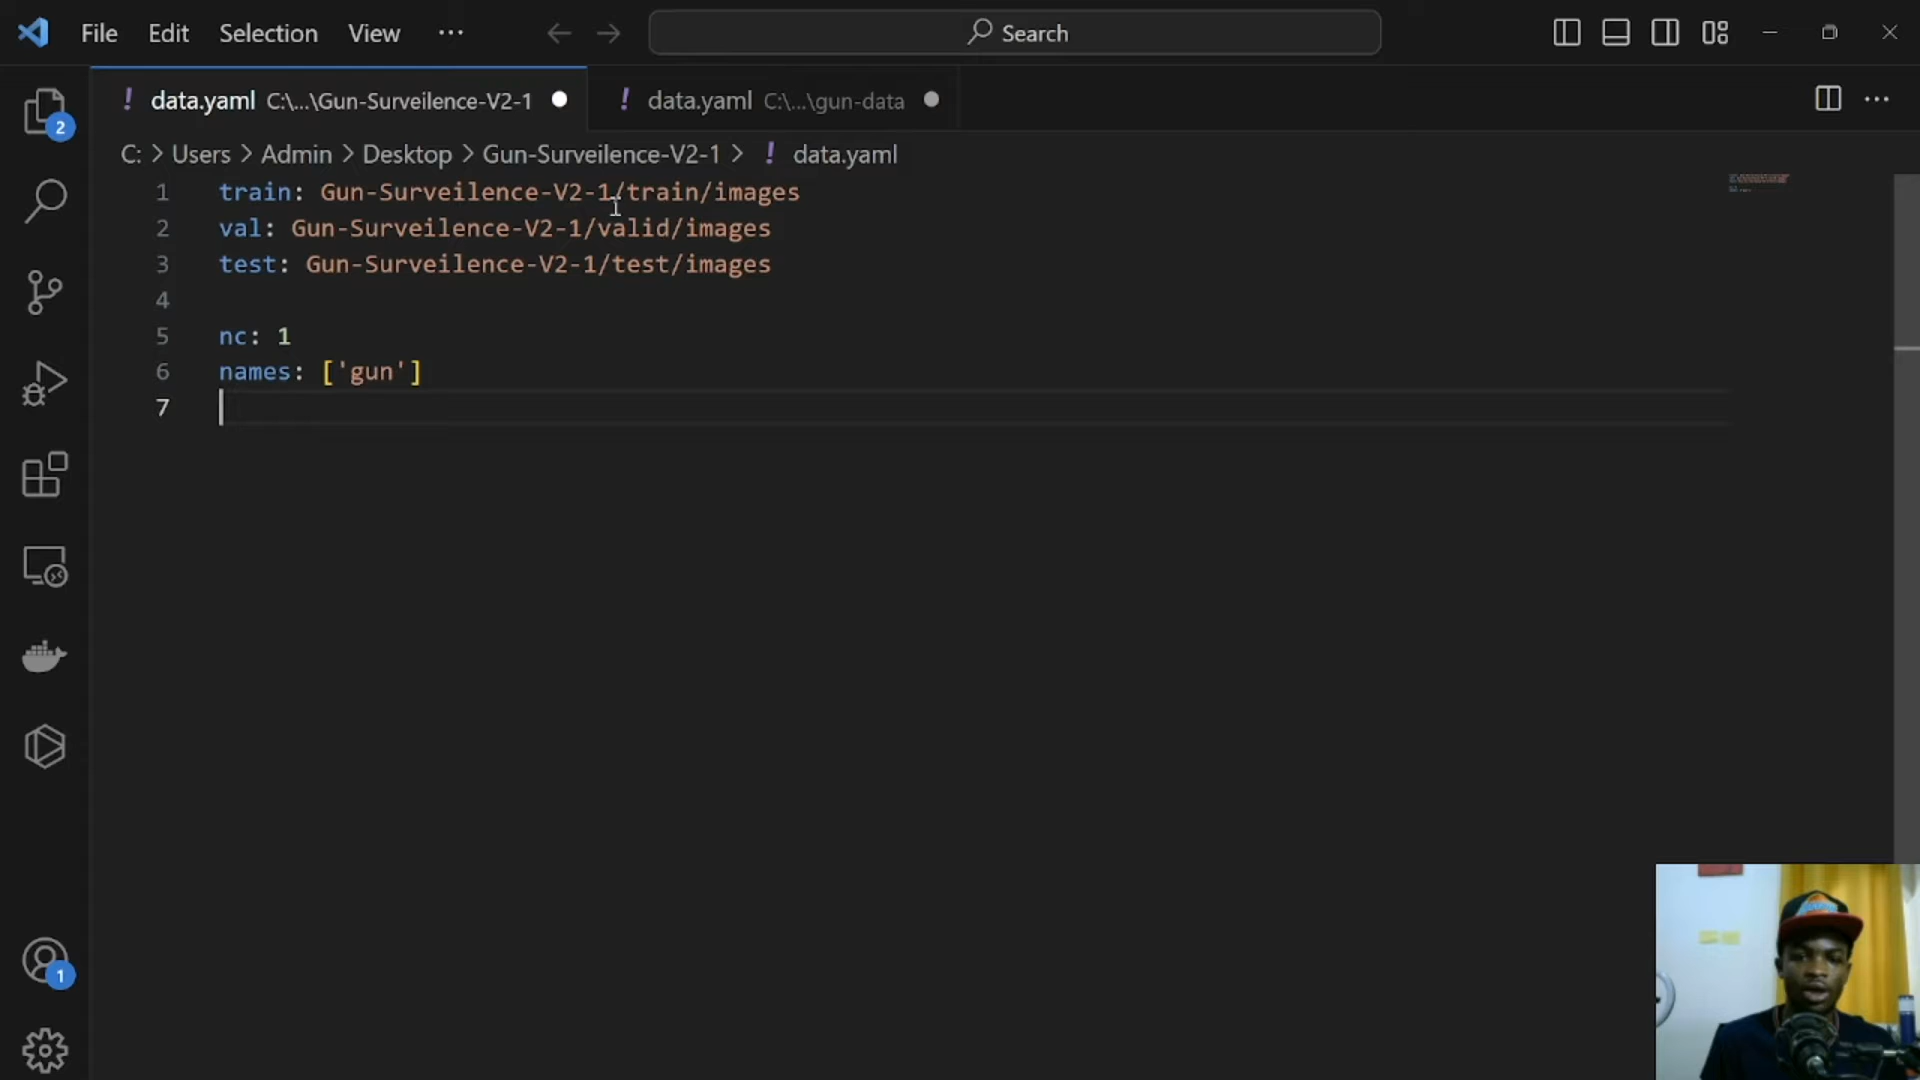 File Edit Selection View ··· Search
! data.yaml C:\...\Gun-Surveilence-V2-1 ! data.yaml C:\...\gun-data
C: > Users > Admin > Desktop > Gun-Surveilence-V2-1 > ! data.yaml
1 train: Gun-Surveilence-V2-1/train/images
2 val: Gun-Surveilence-V2-1/valid/images
3 test: Gun-Surveilence-V2-1/test/images
4
5 nc: 1
6 names: ['gun']
7
2
1